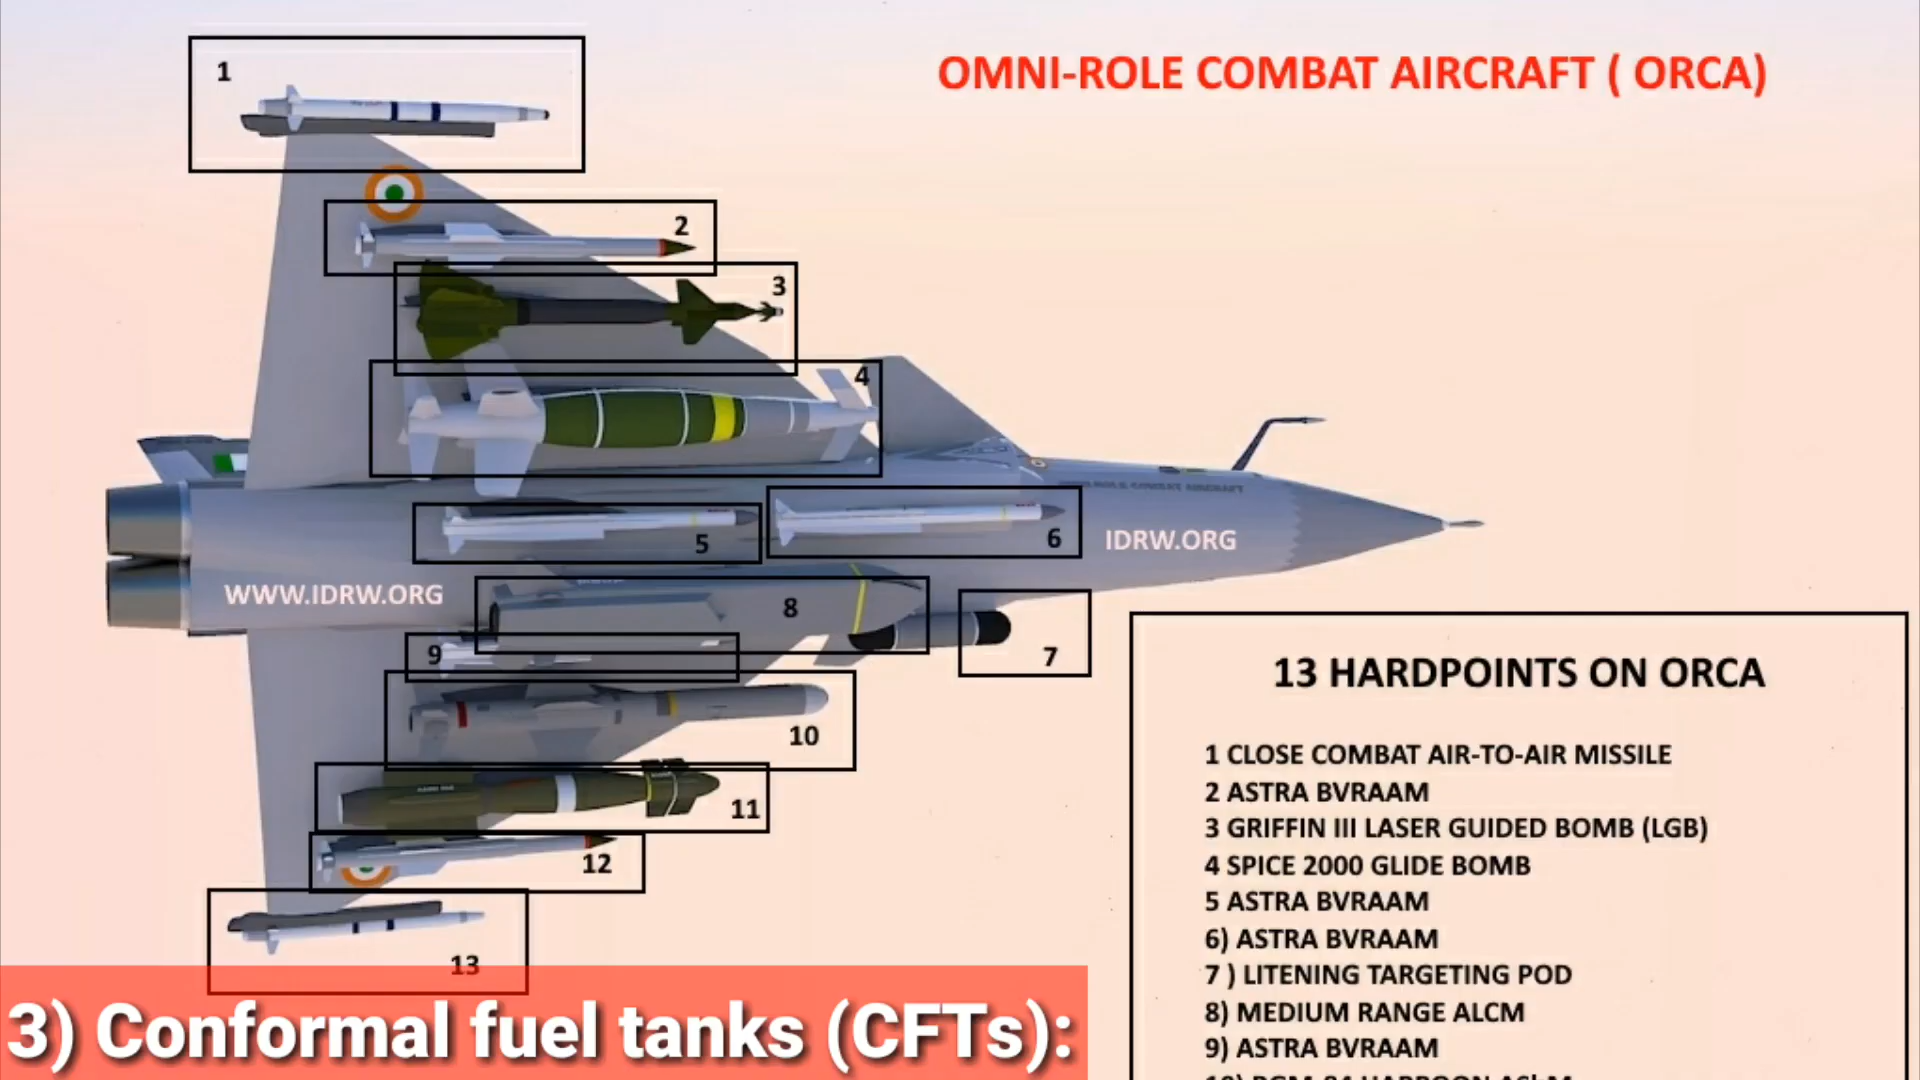 OMNI-ROLE COMBAT AIRCRAFT ( ORCA)
1
2
3
4
5
6
IDRW.ORG
WWW.IDRW.ORG
8
7
9
10
11
12
13
13 HARDPOINTS ON ORCA
1 CLOSE COMBAT AIR-TO-AIR MISSILE
2 ASTRA BVRAAM
3 GRIFFIN III LASER GUIDED BOMB (LGB)
4 SPICE 2000 GLIDE BOMB
5 ASTRA BVRAAM
6) ASTRA BVRAAM
7 ) LITENING TARGETING POD
8) MEDIUM RANGE ALCM
9) ASTRA BVRAAM
3) Conformal fuel tanks (CFTs):